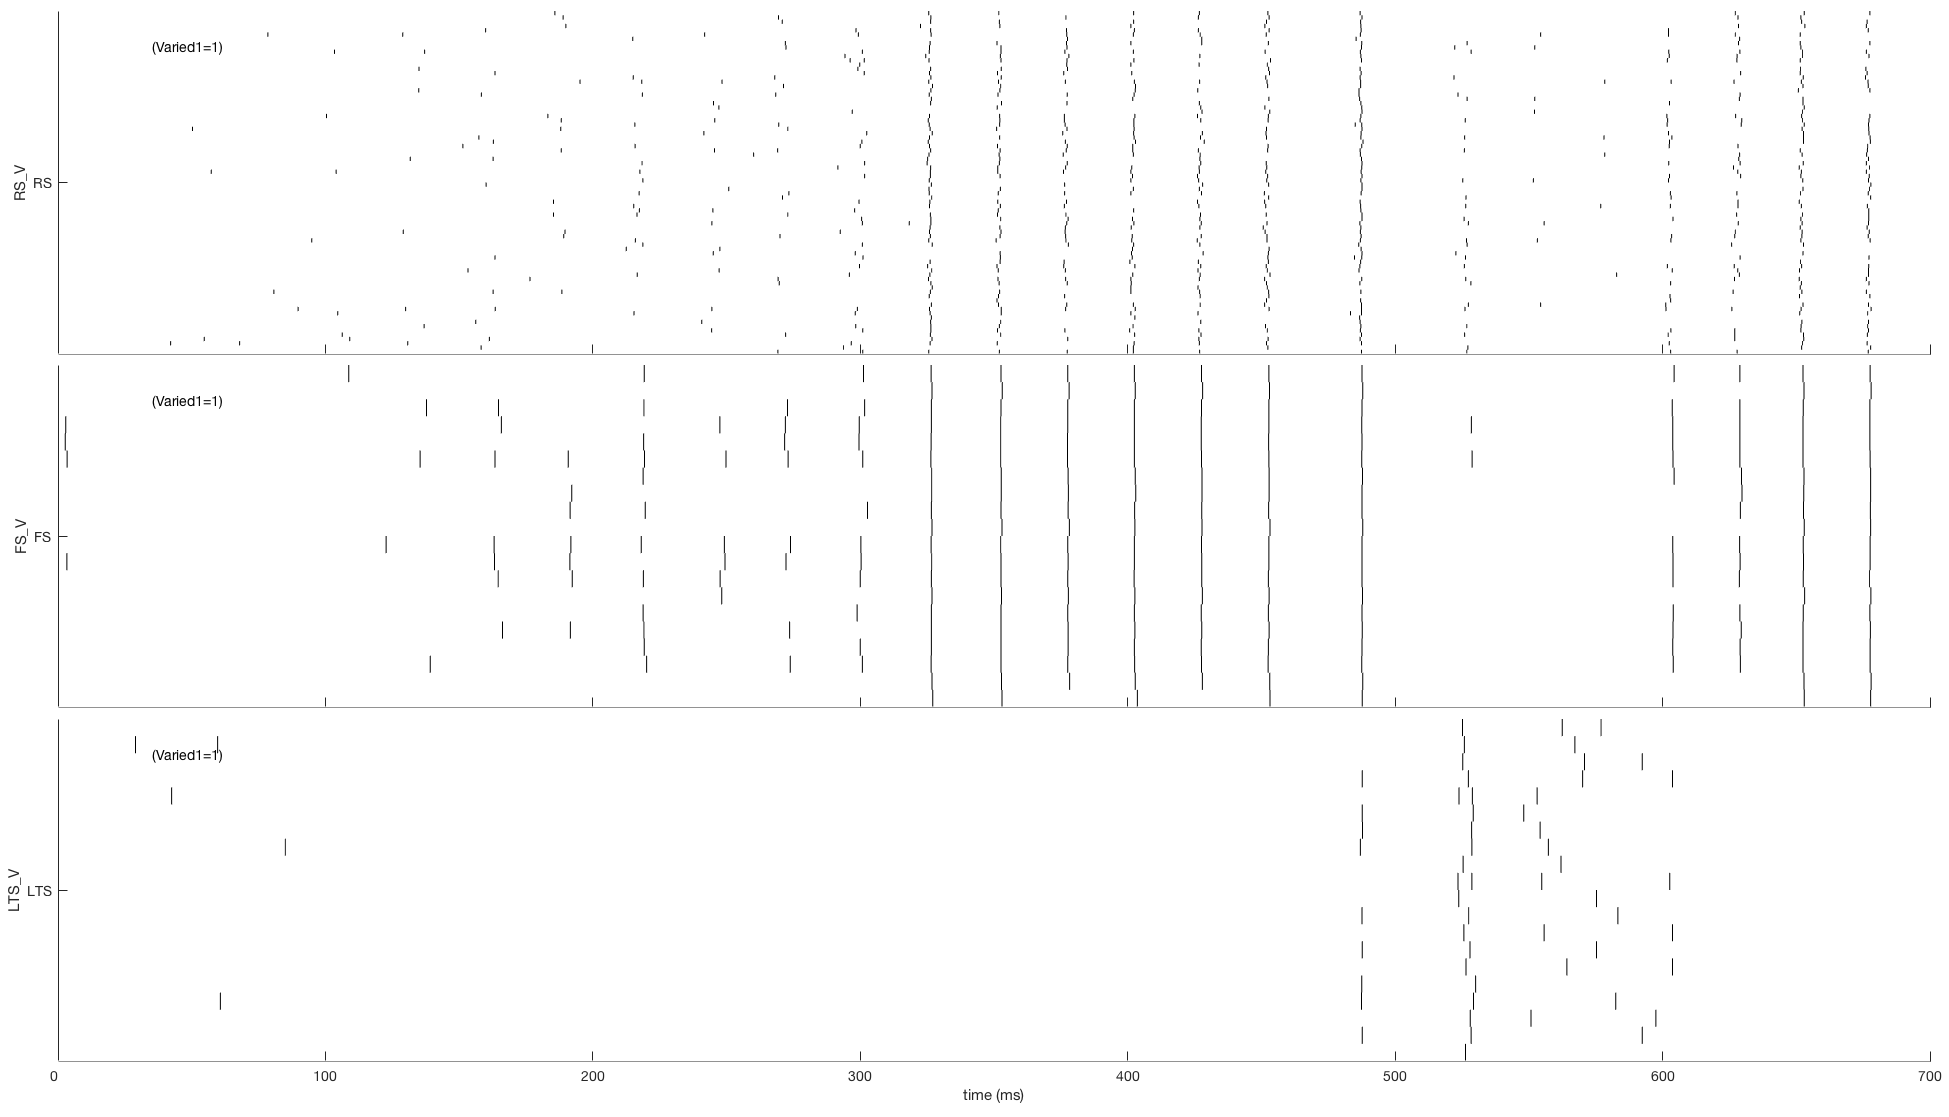 (Varied1=1)
RS_V
RS
(Varied1=1)
FS_V
FS
(Varied1=1)
LTS_V
LTS
0 100 200 300 400 500 600 700
time (ms)